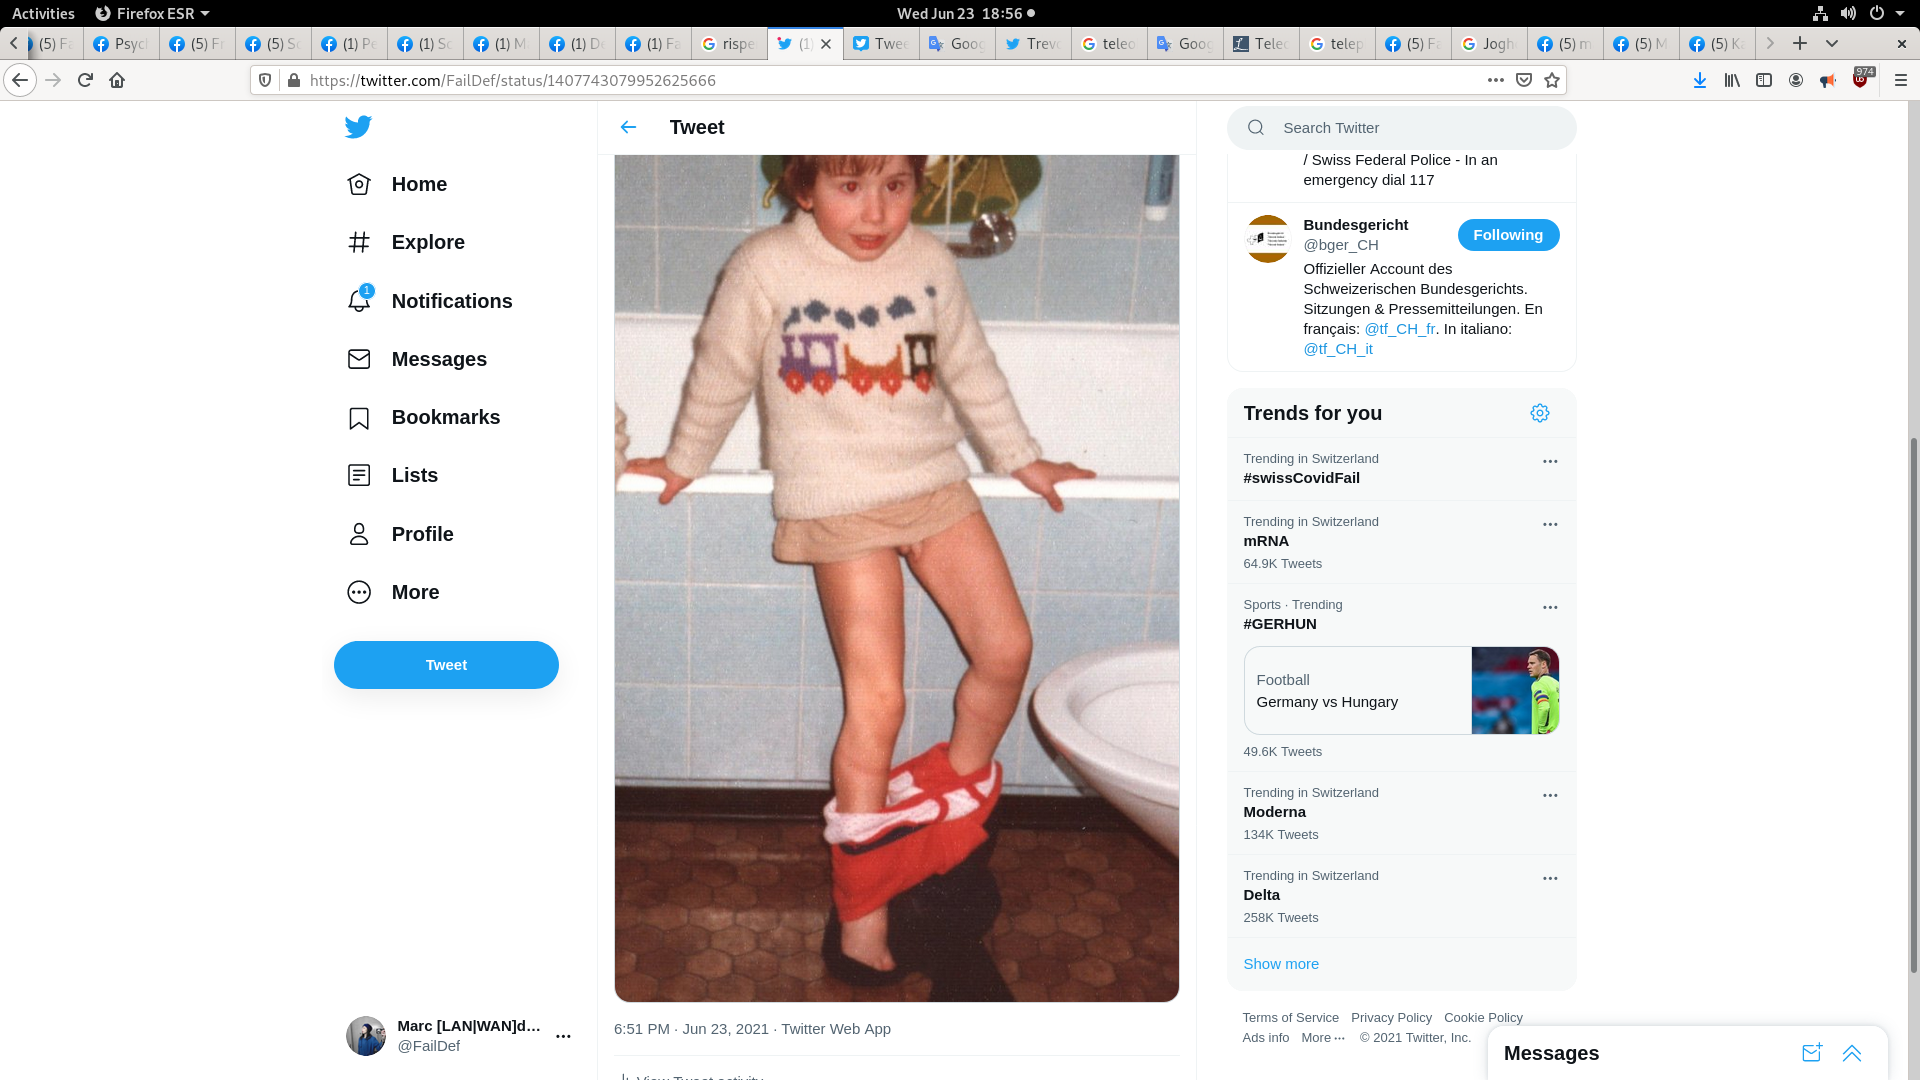 Activities
Firefox ESR
Wed Jun 23 18:56
(5) Fa
Psyc
(5) Fr
(5) Sc
(1) Pe
(1) Sc
(1) M
(1) De
(1) Fa
rispe
(1)
Twee
Goog
Trevo
teleo
Goog
Telec
telep
(5) Fa
Jogh
(5) m
(5) M
(5) Ka
https://twitter.com/FailDef/status/1407743079952625666
974
Home
Explore
1
Notifications
Messages
Bookmarks
Lists
Profile
More
Tweet
Marc [LAN|WAN]d...
@FailDef
Tweet
6:51 PM · Jun 23, 2021 · Twitter Web App
View Tweet activity
Search Twitter
/ Swiss Federal Police - In an
emergency dial 117
Bundesgericht
@bger_CH
Following
Offizieller Account des
Schweizerischen Bundesgerichts.
Sitzungen & Pressemitteilungen. En
français: @tf_CH_fr. In italiano:
@tf_CH_it
Trends for you
Trending in Switzerland
#swissCovidFail
Trending in Switzerland
mRNA
64.9K Tweets
Sports · Trending
#GERHUN
Football
Germany vs Hungary
49.6K Tweets
Trending in Switzerland
Moderna
134K Tweets
Trending in Switzerland
Delta
258K Tweets
Show more
Terms of Service Privacy Policy Cookie Policy
Ads info More ··· © 2021 Twitter, Inc.
Messages